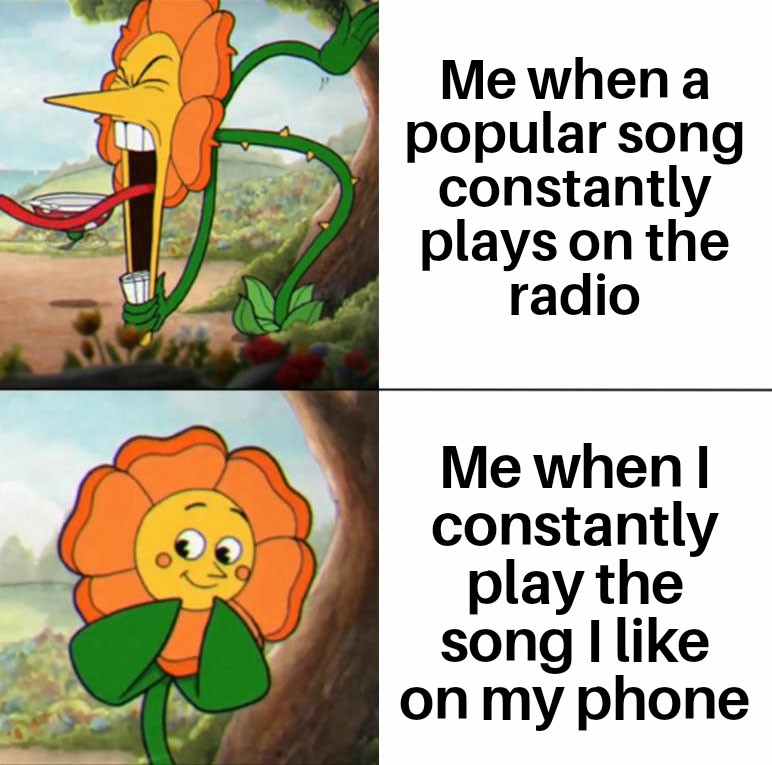 Me when a
popular song
constantly
plays on the
radio
Me when I
constantly
play the
song I like
on my phone